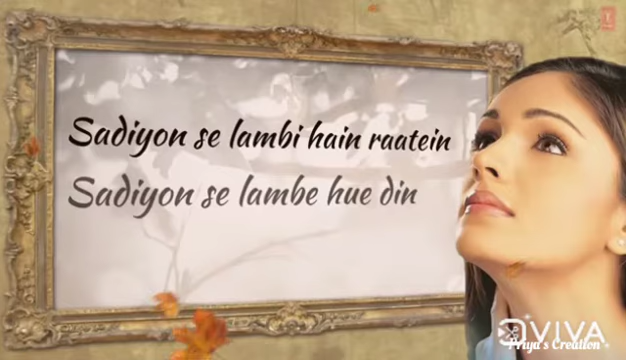 Sadiyon se lambi hain raatein
Sadiyon se lambe hue din
VIVA
Priya's Creation